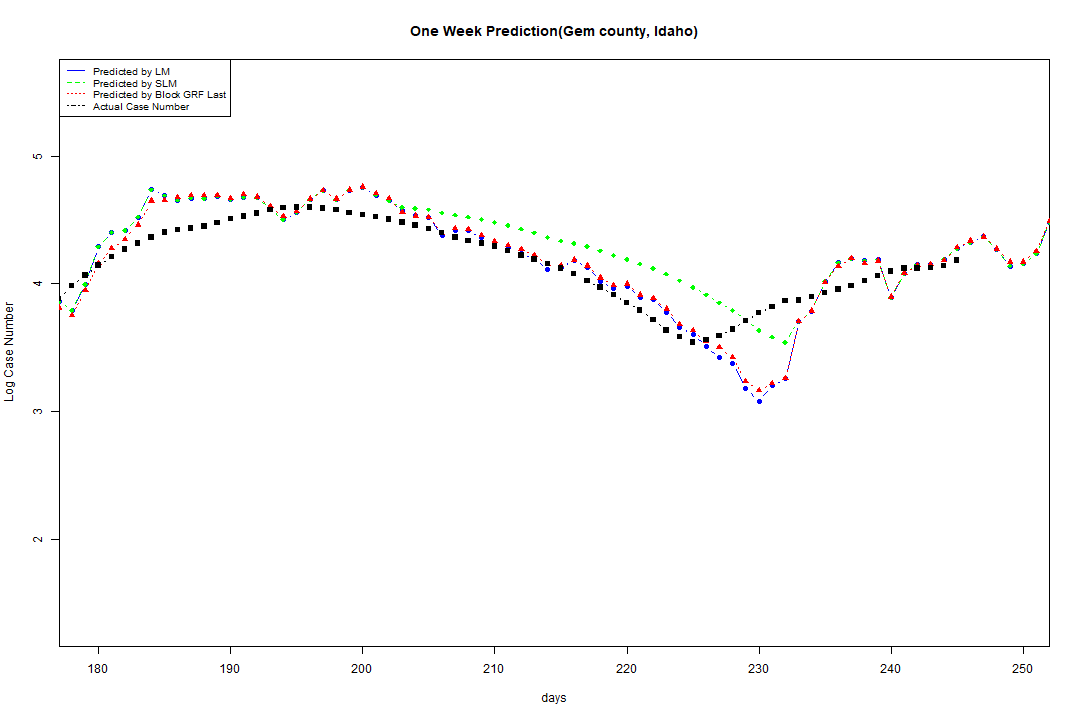 One Week Prediction(Gem county, Idaho)
Predicted by LM
Predicted by SLM
Predicted by Block GRF Last
Actual Case Number
5
4
3
2
Log Case Number
180 190 200 210 220 230 240 250
days